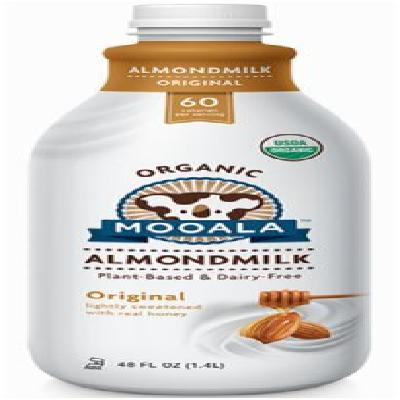 ALMONDMILK
ORIGINAL
60
CALORIES
PER SERVING
USDA
ORGANIC
ORGANIC
MOOALA™
ALMONDMILK
Plant-Based & Dairy-Free
Original
lightly sweetened
with real honey
48 FL OZ (1.4L)